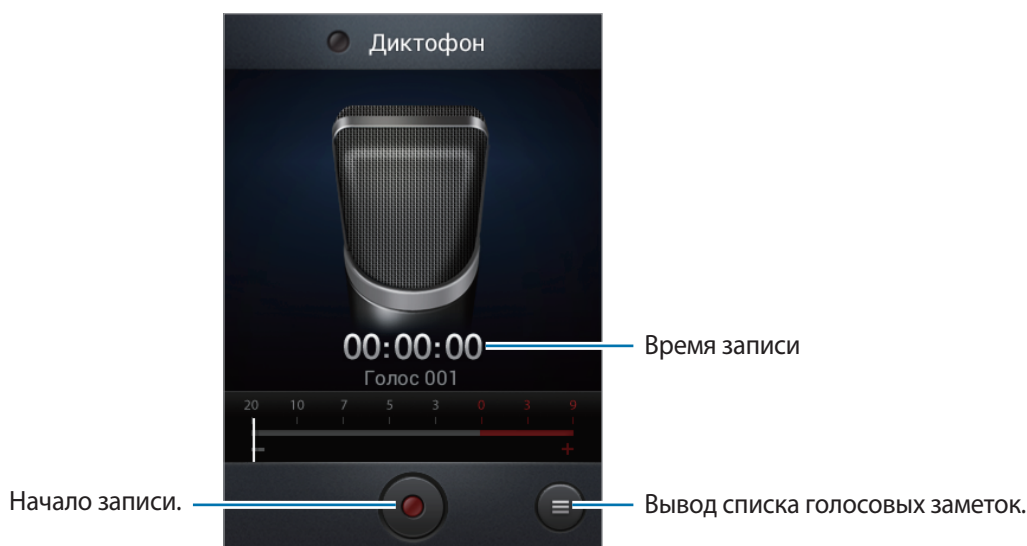 Диктофон
00:00:00
Время записи
Голос 001
20 10 7 5 3 0 3 9
- +
Начало записи.
Вывод списка голосовых заметок.